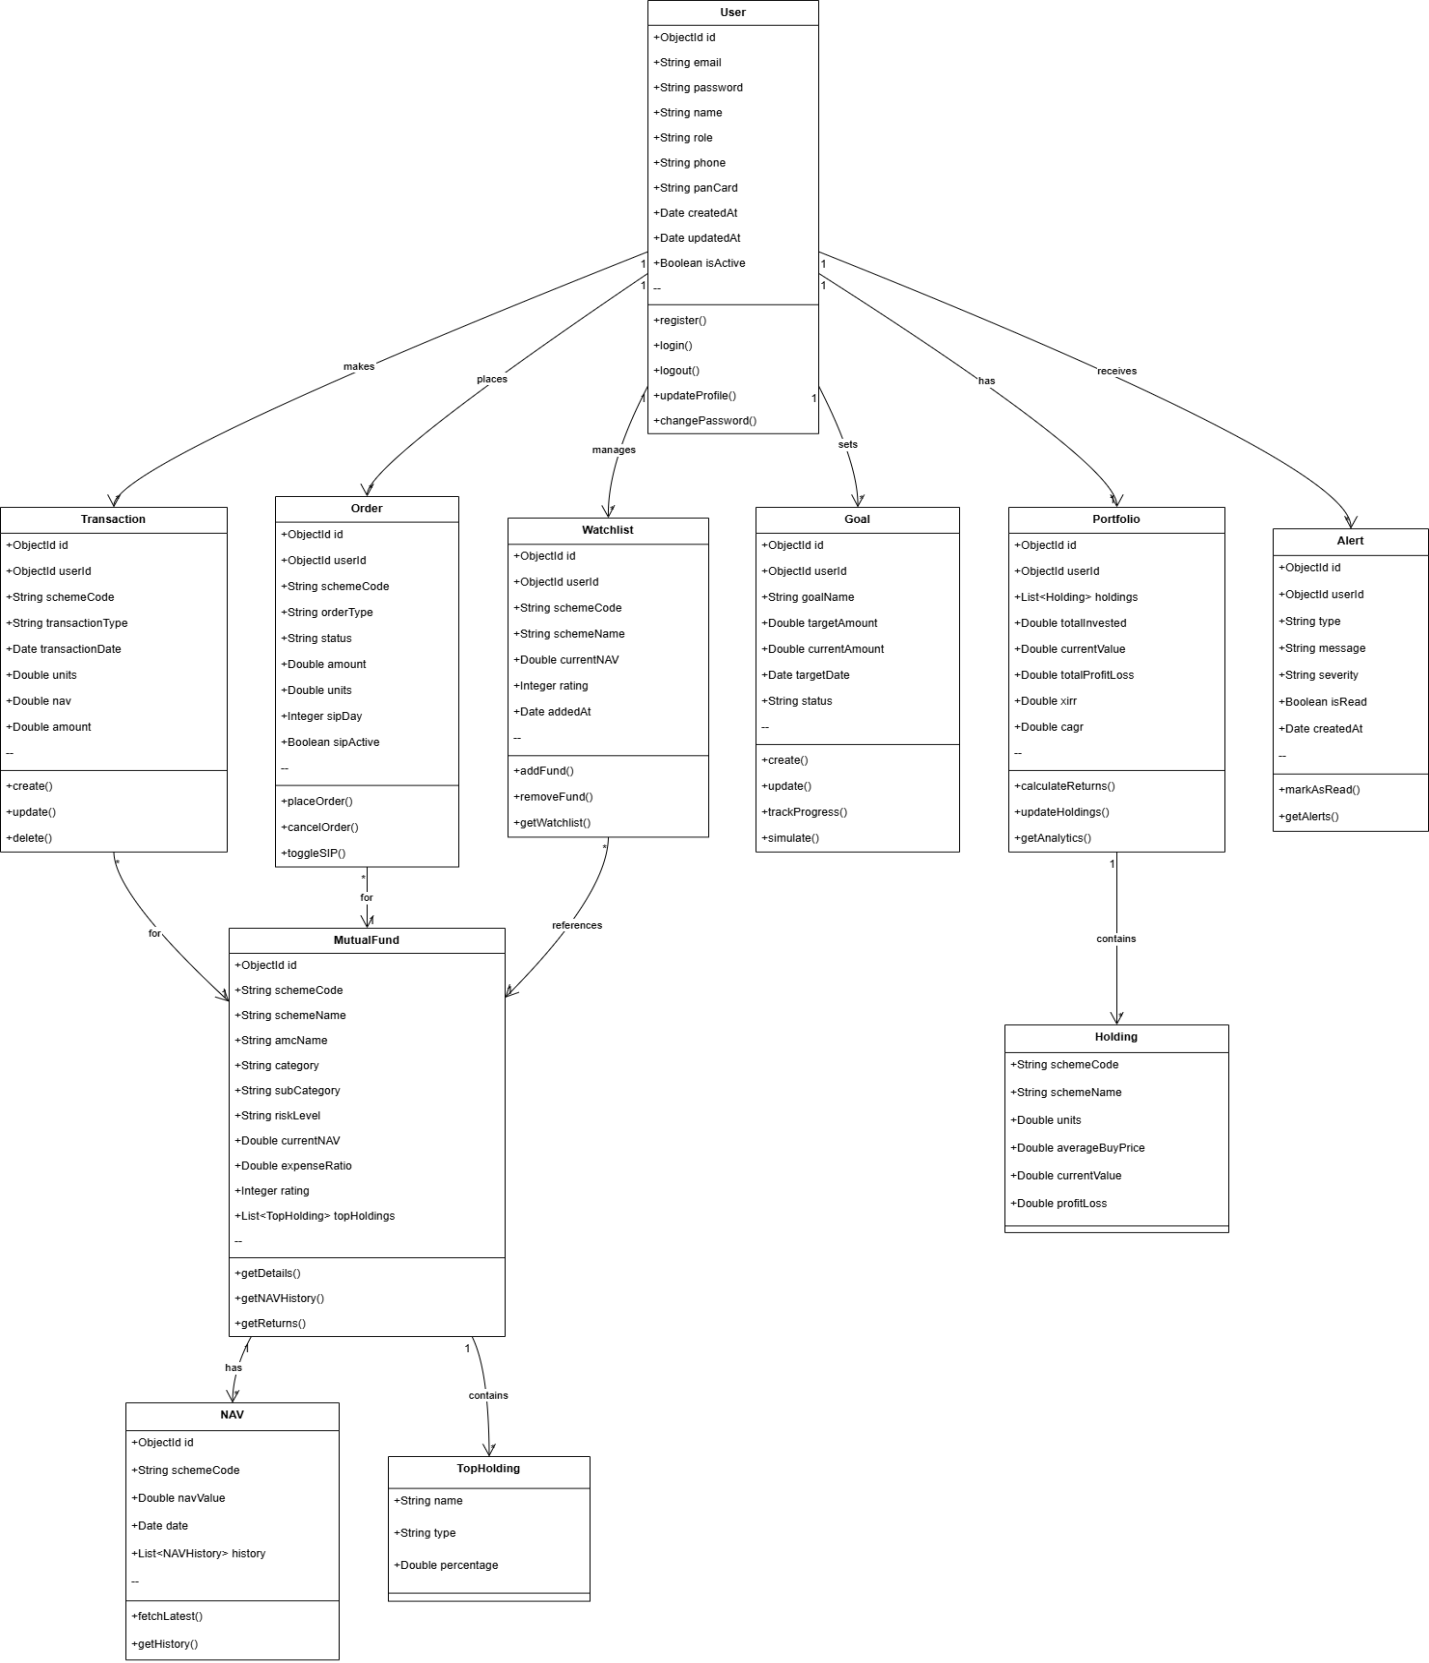 User
+ObjectId id
+String email
+String password
+String name
+String role
+String phone
+String panCard
+Date createdAt
+Date updatedAt
+Boolean isActive
--
+register()
+login()
+logout()
+updateProfile()
+changePassword()
1
1
1
1
1
1
makes
places
manages
sets
has
receives
*
*
*
*
1
*
Transaction
+ObjectId id
+ObjectId userId
+String schemeCode
+String transactionType
+Date transactionDate
+Double units
+Double nav
+Double amount
--
+create()
+update()
+delete()
Order
+ObjectId id
+ObjectId userId
+String schemeCode
+String orderType
+String status
+Double amount
+Double units
+Integer sipDay
+Boolean sipActive
--
+placeOrder()
+cancelOrder()
+toggleSIP()
Watchlist
+ObjectId id
+ObjectId userId
+String schemeCode
+String schemeName
+Double currentNAV
+Integer rating
+Date addedAt
--
+addFund()
+removeFund()
+getWatchlist()
Goal
+ObjectId id
+ObjectId userId
+String goalName
+Double targetAmount
+Double currentAmount
+Date targetDate
+String status
--
+create()
+update()
+trackProgress()
+simulate()
Portfolio
+ObjectId id
+ObjectId userId
+List<Holding> holdings
+Double totalInvested
+Double currentValue
+Double totalProfitLoss
+Double xirr
+Double cagr
--
+calculateReturns()
+updateHoldings()
+getAnalytics()
Alert
+ObjectId id
+ObjectId userId
+String type
+String message
+String severity
+Boolean isRead
+Date createdAt
--
+markAsRead()
+getAlerts()
*
for
1
*
for
1
*
references
1
1
contains
*
MutualFund
+ObjectId id
+String schemeCode
+String schemeName
+String amcName
+String category
+String subCategory
+String riskLevel
+Double currentNAV
+Double expenseRatio
+Integer rating
+List<TopHolding> topHoldings
--
+getDetails()
+getNAVHistory()
+getReturns()
Holding
+String schemeCode
+String schemeName
+Double units
+Double averageBuyPrice
+Double currentValue
+Double profitLoss
1
has
*
1
contains
*
NAV
+ObjectId id
+String schemeCode
+Double navValue
+Date date
+List<NAVHistory> history
--
+fetchLatest()
+getHistory()
TopHolding
+String name
+String type
+Double percentage